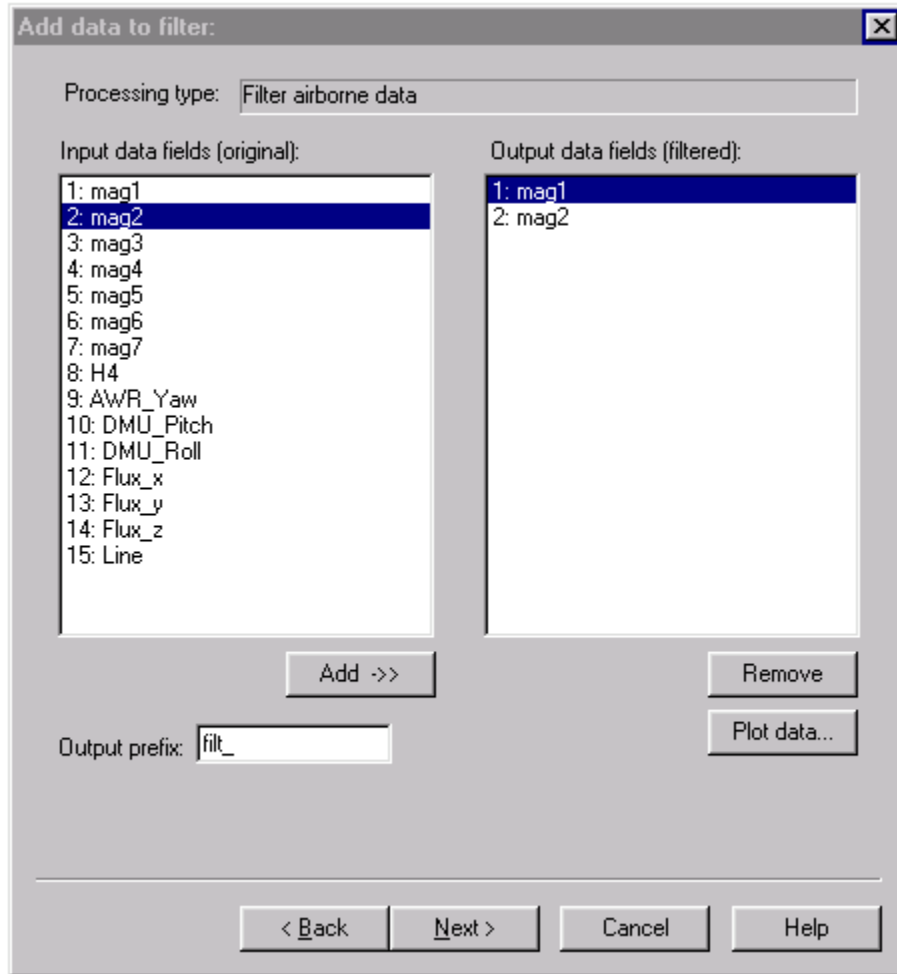 Add data to filter:
Processing type: Filter airborne data
Input data fields (original):
1: mag1
2: mag2
3: mag3
4: mag4
5: mag5
6: mag6
7: mag7
8: H4
9: AWR_Yaw
10: DMU_Pitch
11: DMU_Roll
12: Flux_x
13: Flux_y
14: Flux_z
15: Line
Add ->>
Output prefix: filt_
Output data fields (filtered):
1: mag1
2: mag2
Remove
Plot data...
< Back
Next >
Cancel
Help